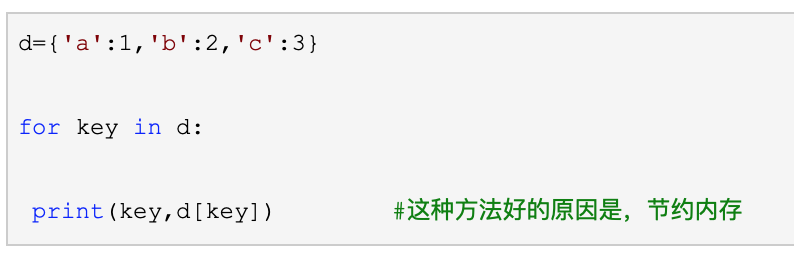 d={'a':1,'b':2,'c':3}
for key in d:
print(key,d[key]) #这种方法好的原因是，节约内存